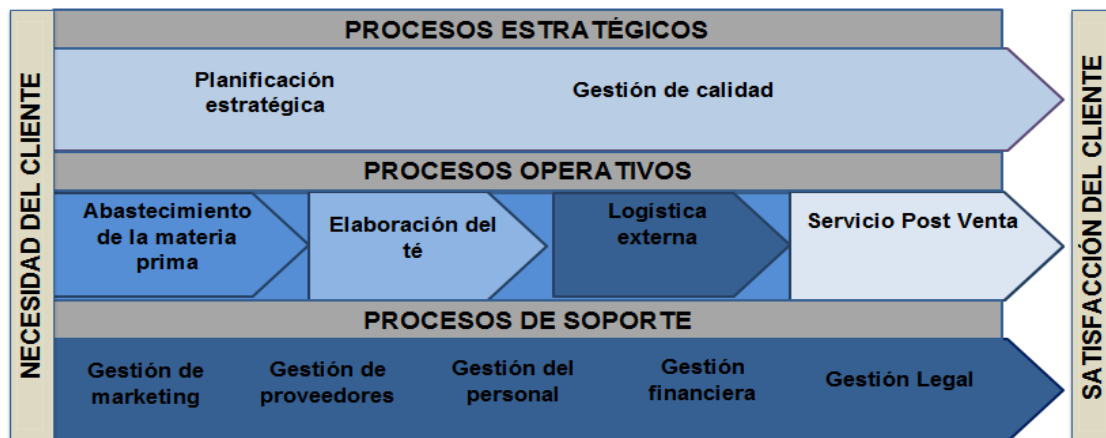 NECESIDAD DEL CLIENTE
PROCESOS ESTRATÉGICOS
Planificación
estratégica
Gestión de calidad
PROCESOS OPERATIVOS
Abastecimiento
de la materia
prima
Elaboración del
té
Logística
externa
Servicio Post Venta
PROCESOS DE SOPORTE
Gestión de
marketing
Gestión de
proveedores
Gestión del
personal
Gestión
financiera
Gestión Legal
SATISFACCIÓN DEL CLIENTE